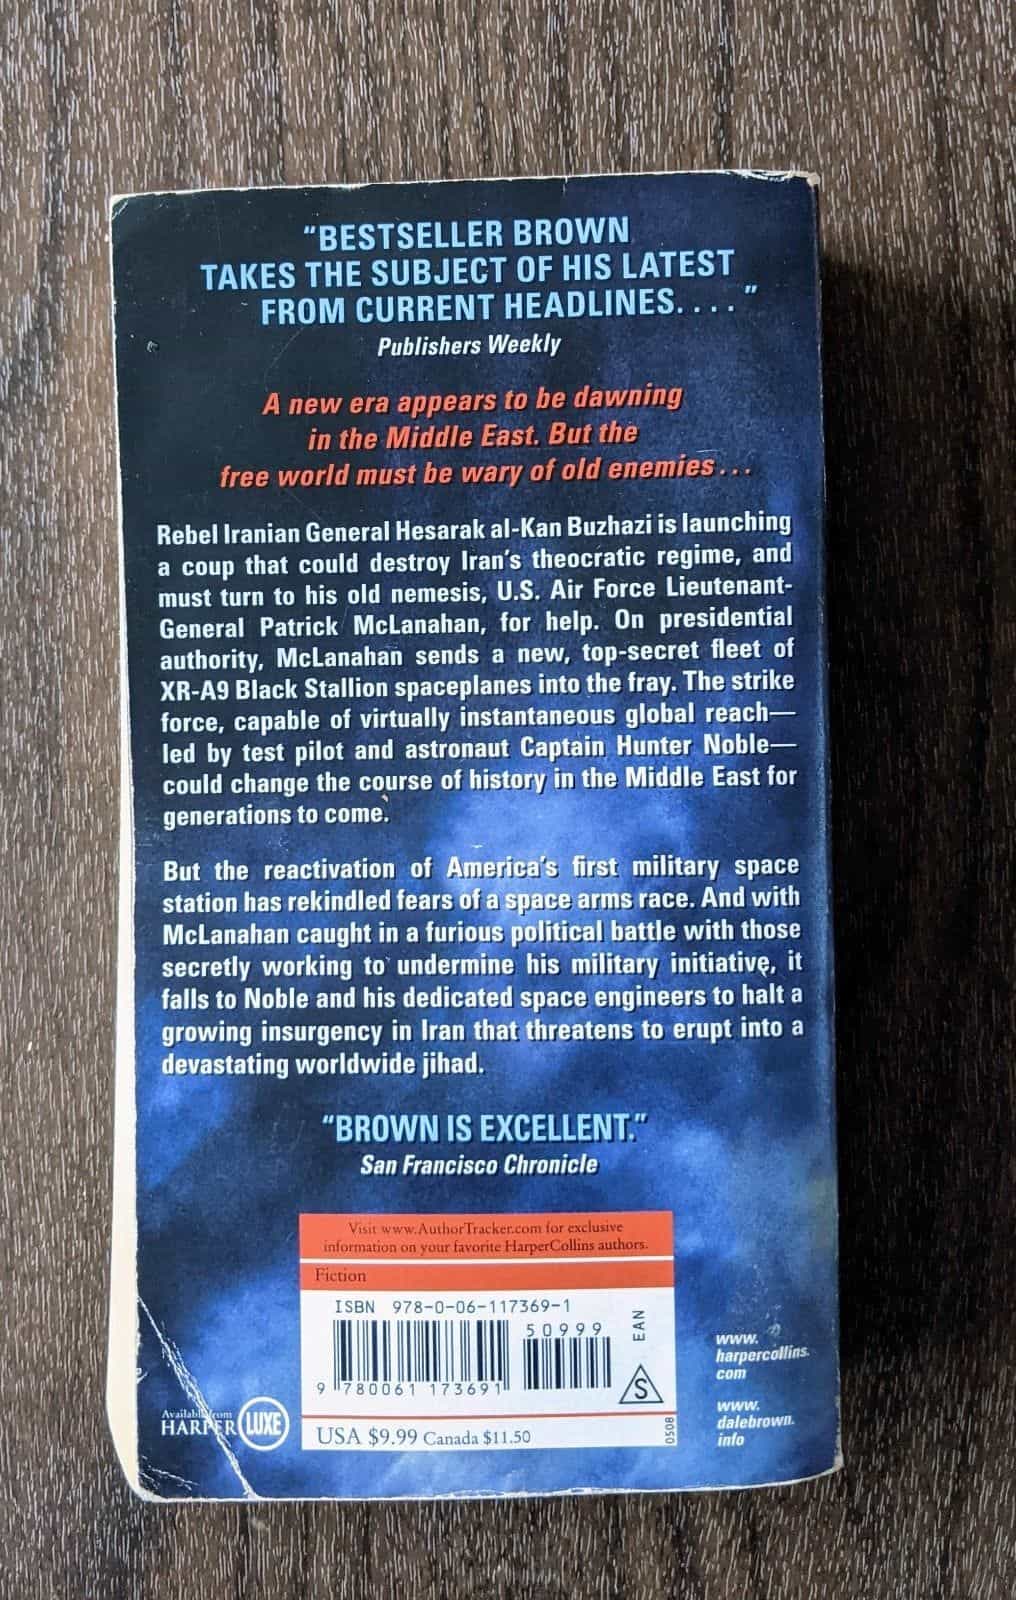 “BESTSELLER BROWN
TAKES THE SUBJECT OF HIS LATEST
FROM CURRENT HEADLINES. . . . ”
Publishers Weekly
A new era appears to be dawning
in the Middle East. But the
free world must be wary of old enemies . . .
Rebel Iranian General Hesarak al-Kan Buzhazi is launching
a coup that could destroy Iran’s theocratic regime, and
must turn to his old nemesis, U.S. Air Force Lieutenant-
General Patrick McLanahan, for help. On presidential
authority, McLanahan sends a new, top-secret fleet of
XR-A9 Black Stallion spaceplanes into the fray. The strike
force, capable of virtually instantaneous global reach—
led by test pilot and astronaut Captain Hunter Noble—
could change the course of history in the Middle East for
generations to come.
But the reactivation of America’s first military space
station has rekindled fears of a space arms race. And with
McLanahan caught in a furious political battle with those
secretly working to undermine his military initiative, it
falls to Noble and his dedicated space engineers to halt a
growing insurgency in Iran that threatens to erupt into a
devastating worldwide jihad.
“BROWN IS EXCELLENT.”
San Francisco Chronicle
Visit www.AuthorTracker.com for exclusive
information on your favorite HarperCollins authors.
Fiction
ISBN 978-0-06-117369-1
50999
EAN
9 780061 173691
S
USA $9.99 Canada $11.50
0508
Available from
HARPER LUXE
www.
harpercollins.
com
www.
dalebrown.
info